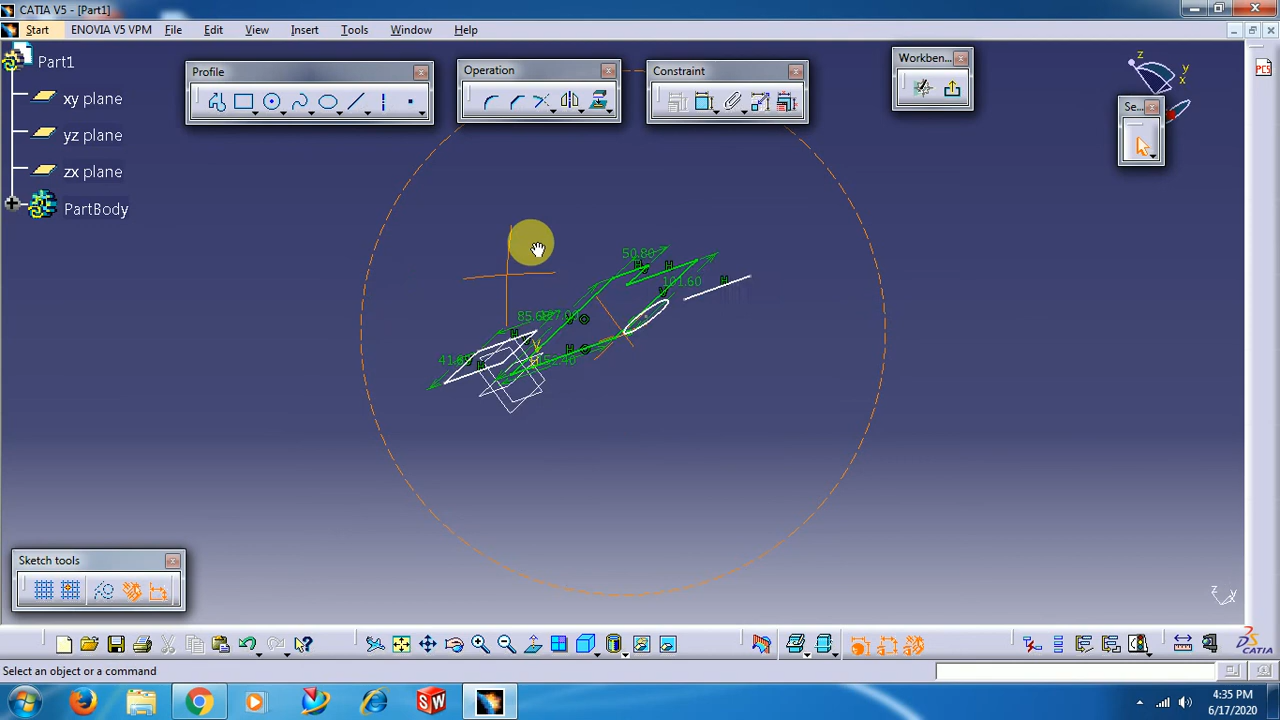 CATIA V5 - [Part1]
Start ENOVIA V5 VPM File Edit View Insert Tools Window Help
Part1
xy plane
yz plane
zx plane
PartBody
Profile
Operation
Constraint
Workben...
Se...
z
y
x
PCS
50.80
101.60
H
H
H
H
H
H
Sketch tools
z
y
CATIA
Select an object or a command
4:35 PM
6/17/2020